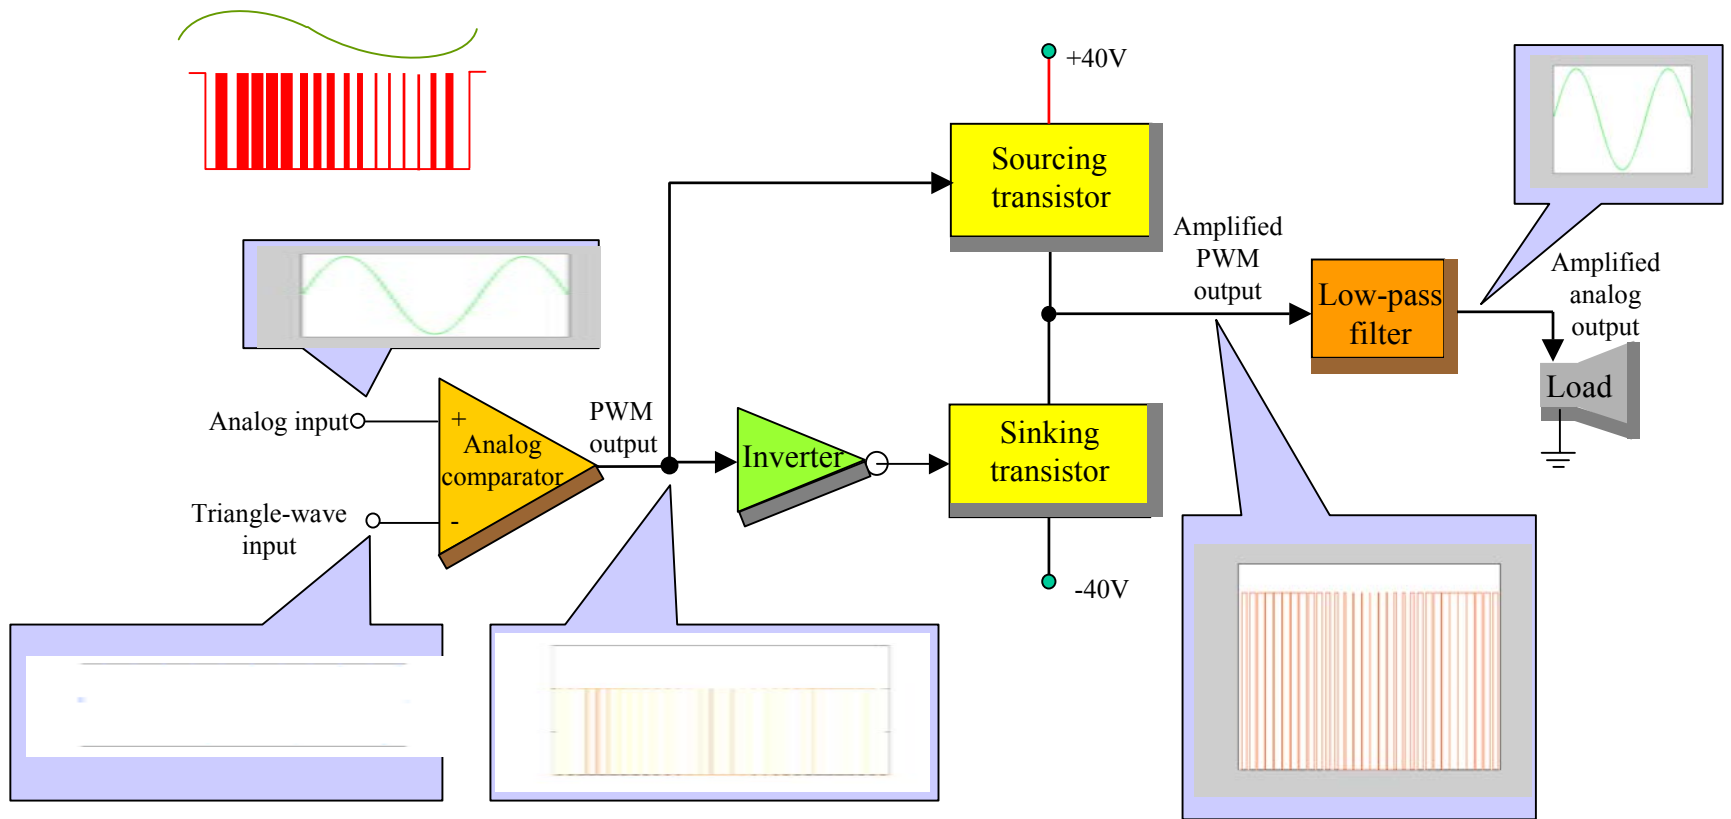 +40V
Sourcing
transistor
Amplified
PWM
output
Low-pass
filter
Amplified
analog
output
Load
Analog input
+
Analog
comparator
-
PWM
output
Inverter
Sinking
transistor
Triangle-wave
input
-40V